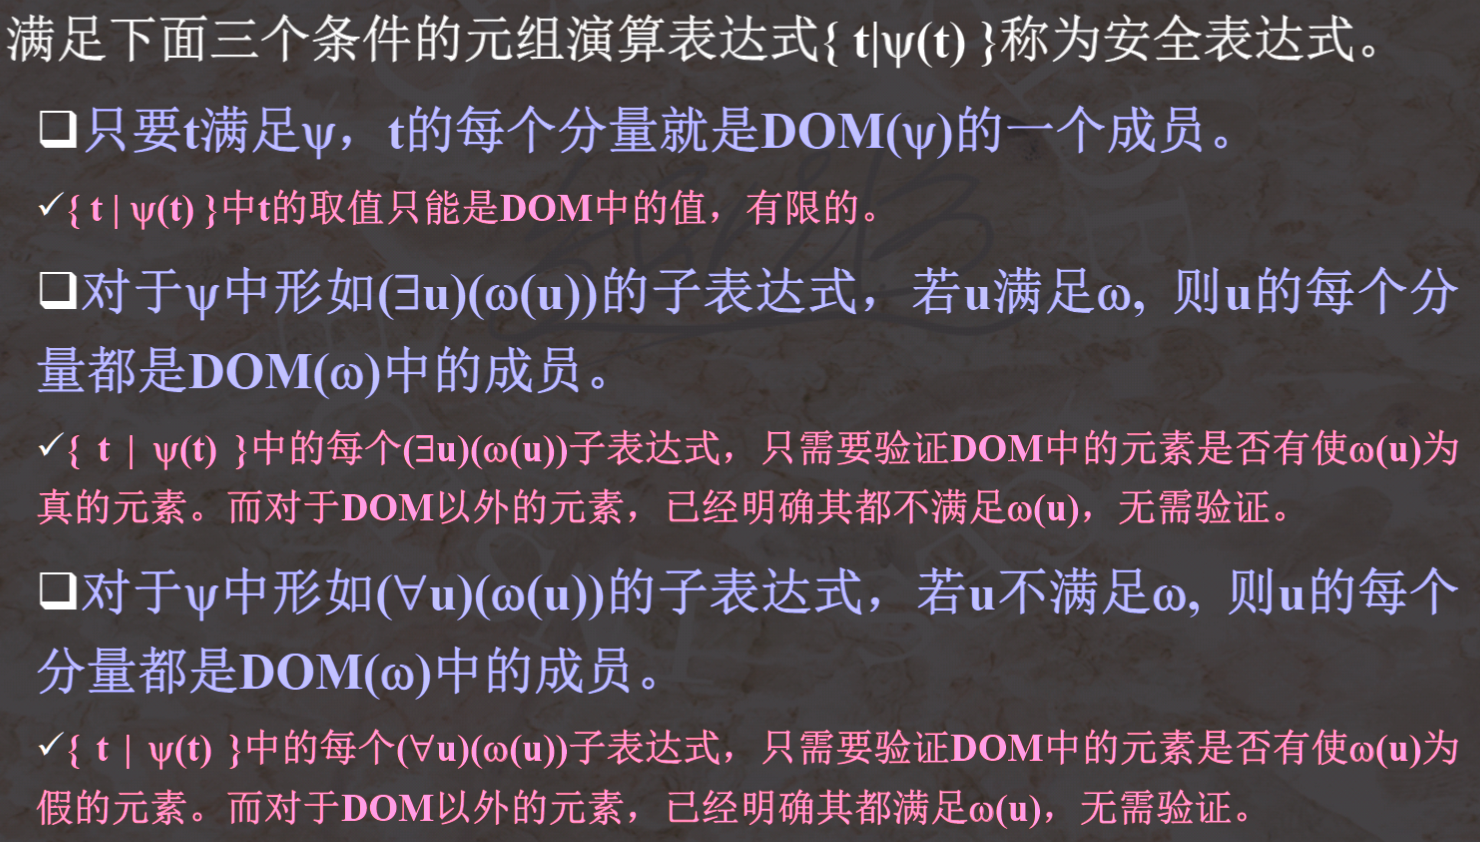 满足下面三个条件的元组演算表达式{ t|ψ(t) }称为安全表达式。
❑只要t满足ψ，t的每个分量就是DOM(ψ)的一个成员。
✓{ t | ψ(t) }中t的取值只能是DOM中的值，有限的。
❑对于ψ中形如(∃u)(ω(u))的子表达式，若u满足ω, 则u的每个分
量都是DOM(ω)中的成员。
✓{ t | ψ(t) }中的每个(∃u)(ω(u))子表达式，只需要验证DOM中的元素是否有使ω(u)为
真的元素。而对于DOM以外的元素，已经明确其都不满足ω(u)，无需验证。
❑对于ψ中形如(∀u)(ω(u))的子表达式，若u不满足ω, 则u的每个
分量都是DOM(ω)中的成员。
✓{ t | ψ(t) }中的每个(∀u)(ω(u))子表达式，只需要验证DOM中的元素是否有使ω(u)为
假的元素。而对于DOM以外的元素，已经明确其都满足ω(u)，无需验证。